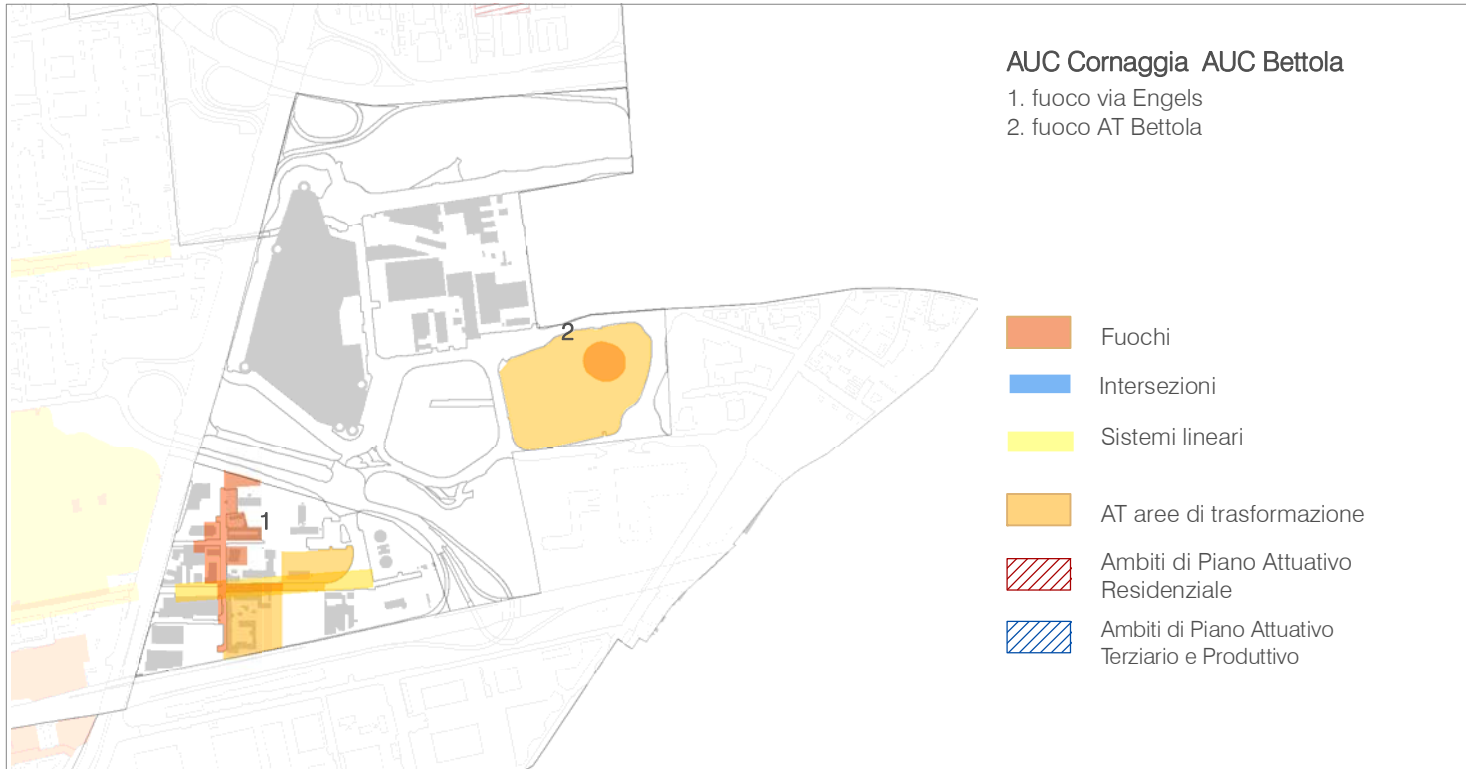 AUC Cornaggia AUC Bettola
1. fuoco via Engels
2. fuoco AT Bettola
2
1
Fuochi
Intersezioni
Sistemi lineari
AT aree di trasformazione
Ambiti di Piano Attuativo
Residenziale
Ambiti di Piano Attuativo
Terziario e Produttivo